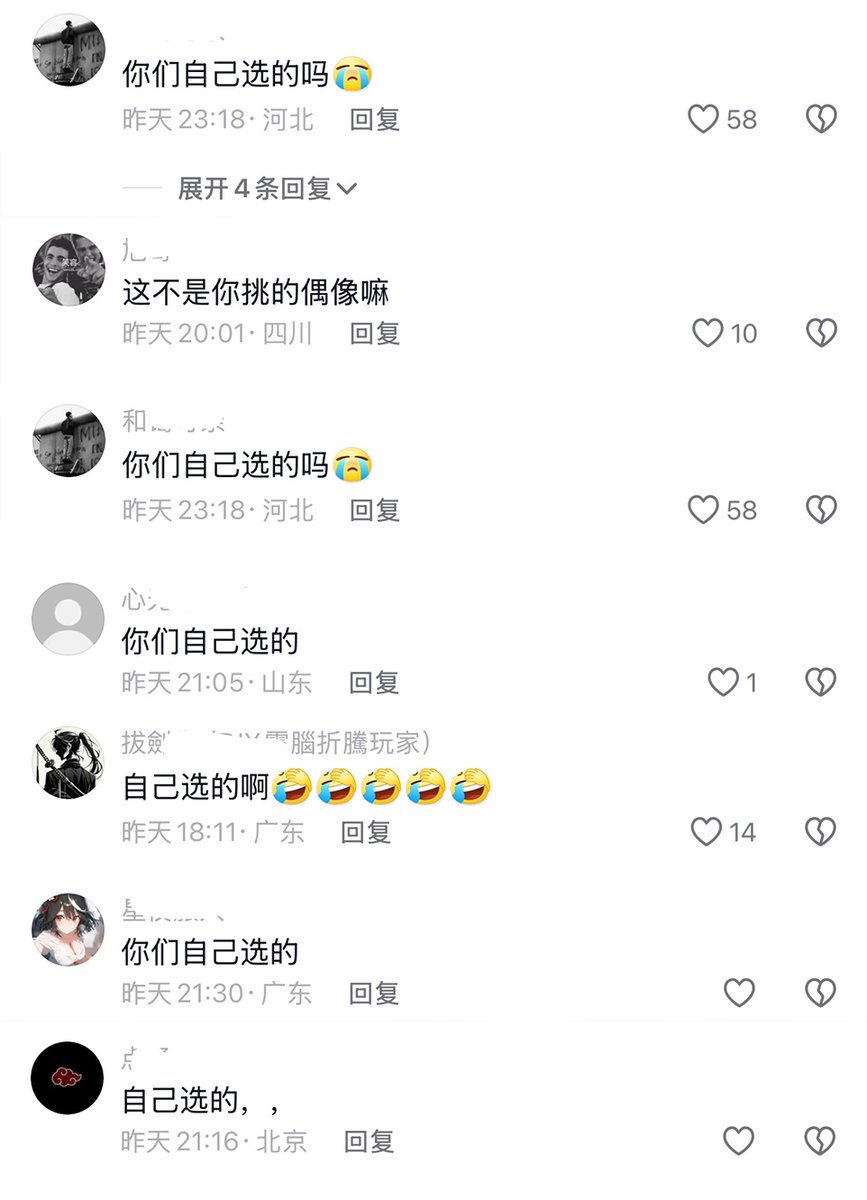 你们自己选的吗😭
昨天 23:18 · 河北 回复 58
展开 4 条回复
这不是你挑的偶像嘛
昨天 20:01 · 四川 回复 10
和
你们自己选的吗😭
昨天 23:18 · 河北 回复 58
心
你们自己选的
昨天 21:05 · 山东 回复 1
拔劍 電腦折騰玩家）
自己选的啊🤣🤣🤣🤣🤣
昨天 18:11 · 广东 回复 14
你们自己选的
昨天 21:30 · 广东 回复
自己选的，，
昨天 21:16 · 北京 回复